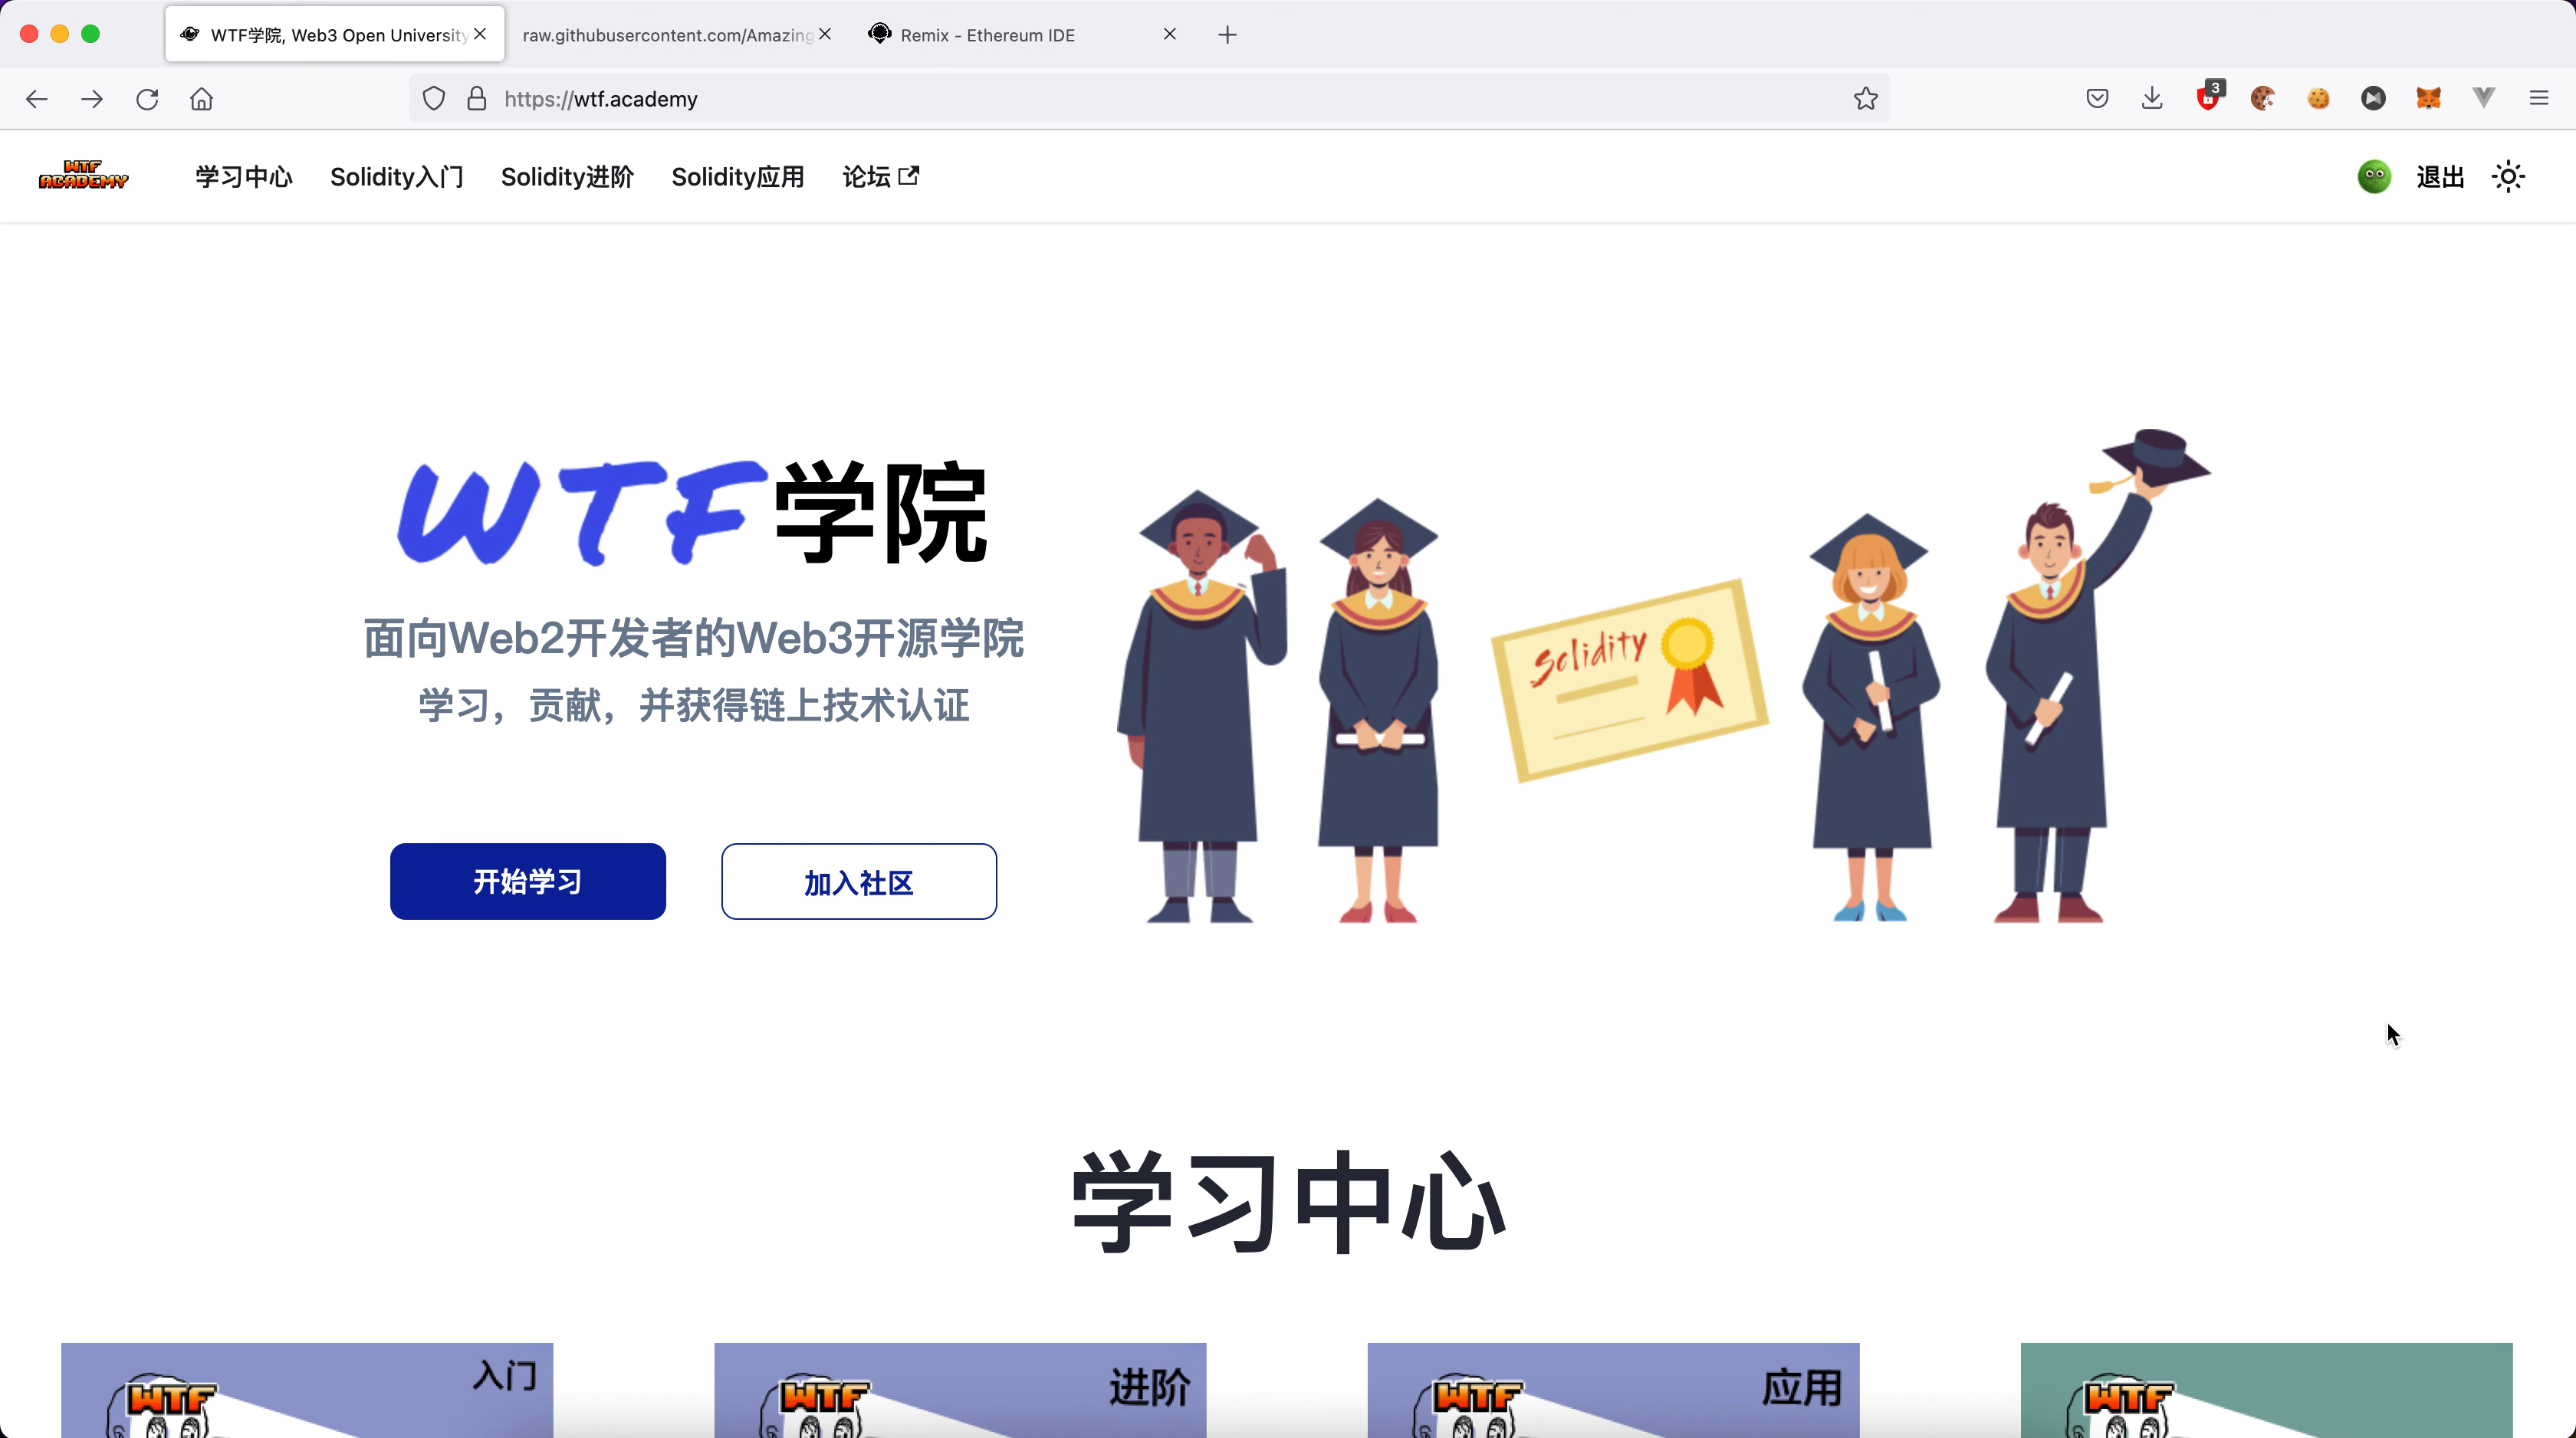 WTF学院, Web3 Open University
raw.githubusercontent.com/Amazing
Remix - Ethereum IDE
https://wtf.academy
3
WTF
ACADEMY
学习中心
Solidity入门
Solidity进阶
Solidity应用
论坛
退出
WTF学院
面向Web2开发者的Web3开源学院
学习，贡献，并获得链上技术认证
开始学习
加入社区
Solidity
学习中心
WTF
入门
WTF
进阶
WTF
应用
WTF